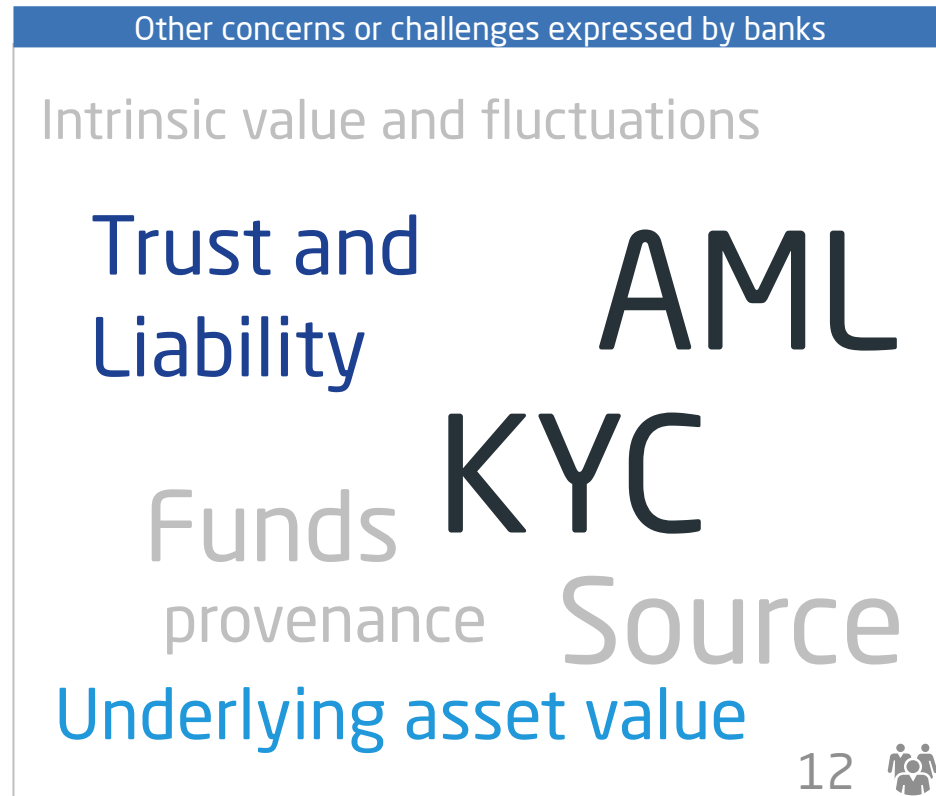 Other concerns or challenges expressed by banks
Intrinsic value and fluctuations
Trust and
Liability
AML
KYC
Funds
provenance
Source
Underlying asset value
12